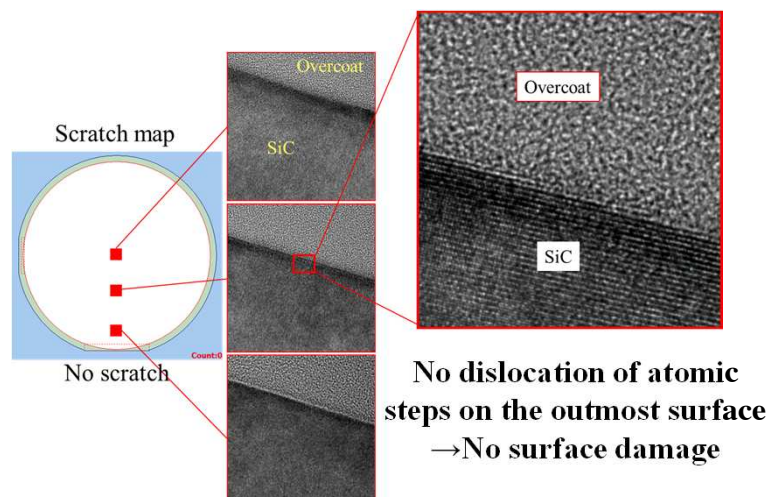 Scratch map
Count:0
No scratch
Overcoat
SiC
Overcoat
SiC
No dislocation of atomic
steps on the outmost surface
→No surface damage